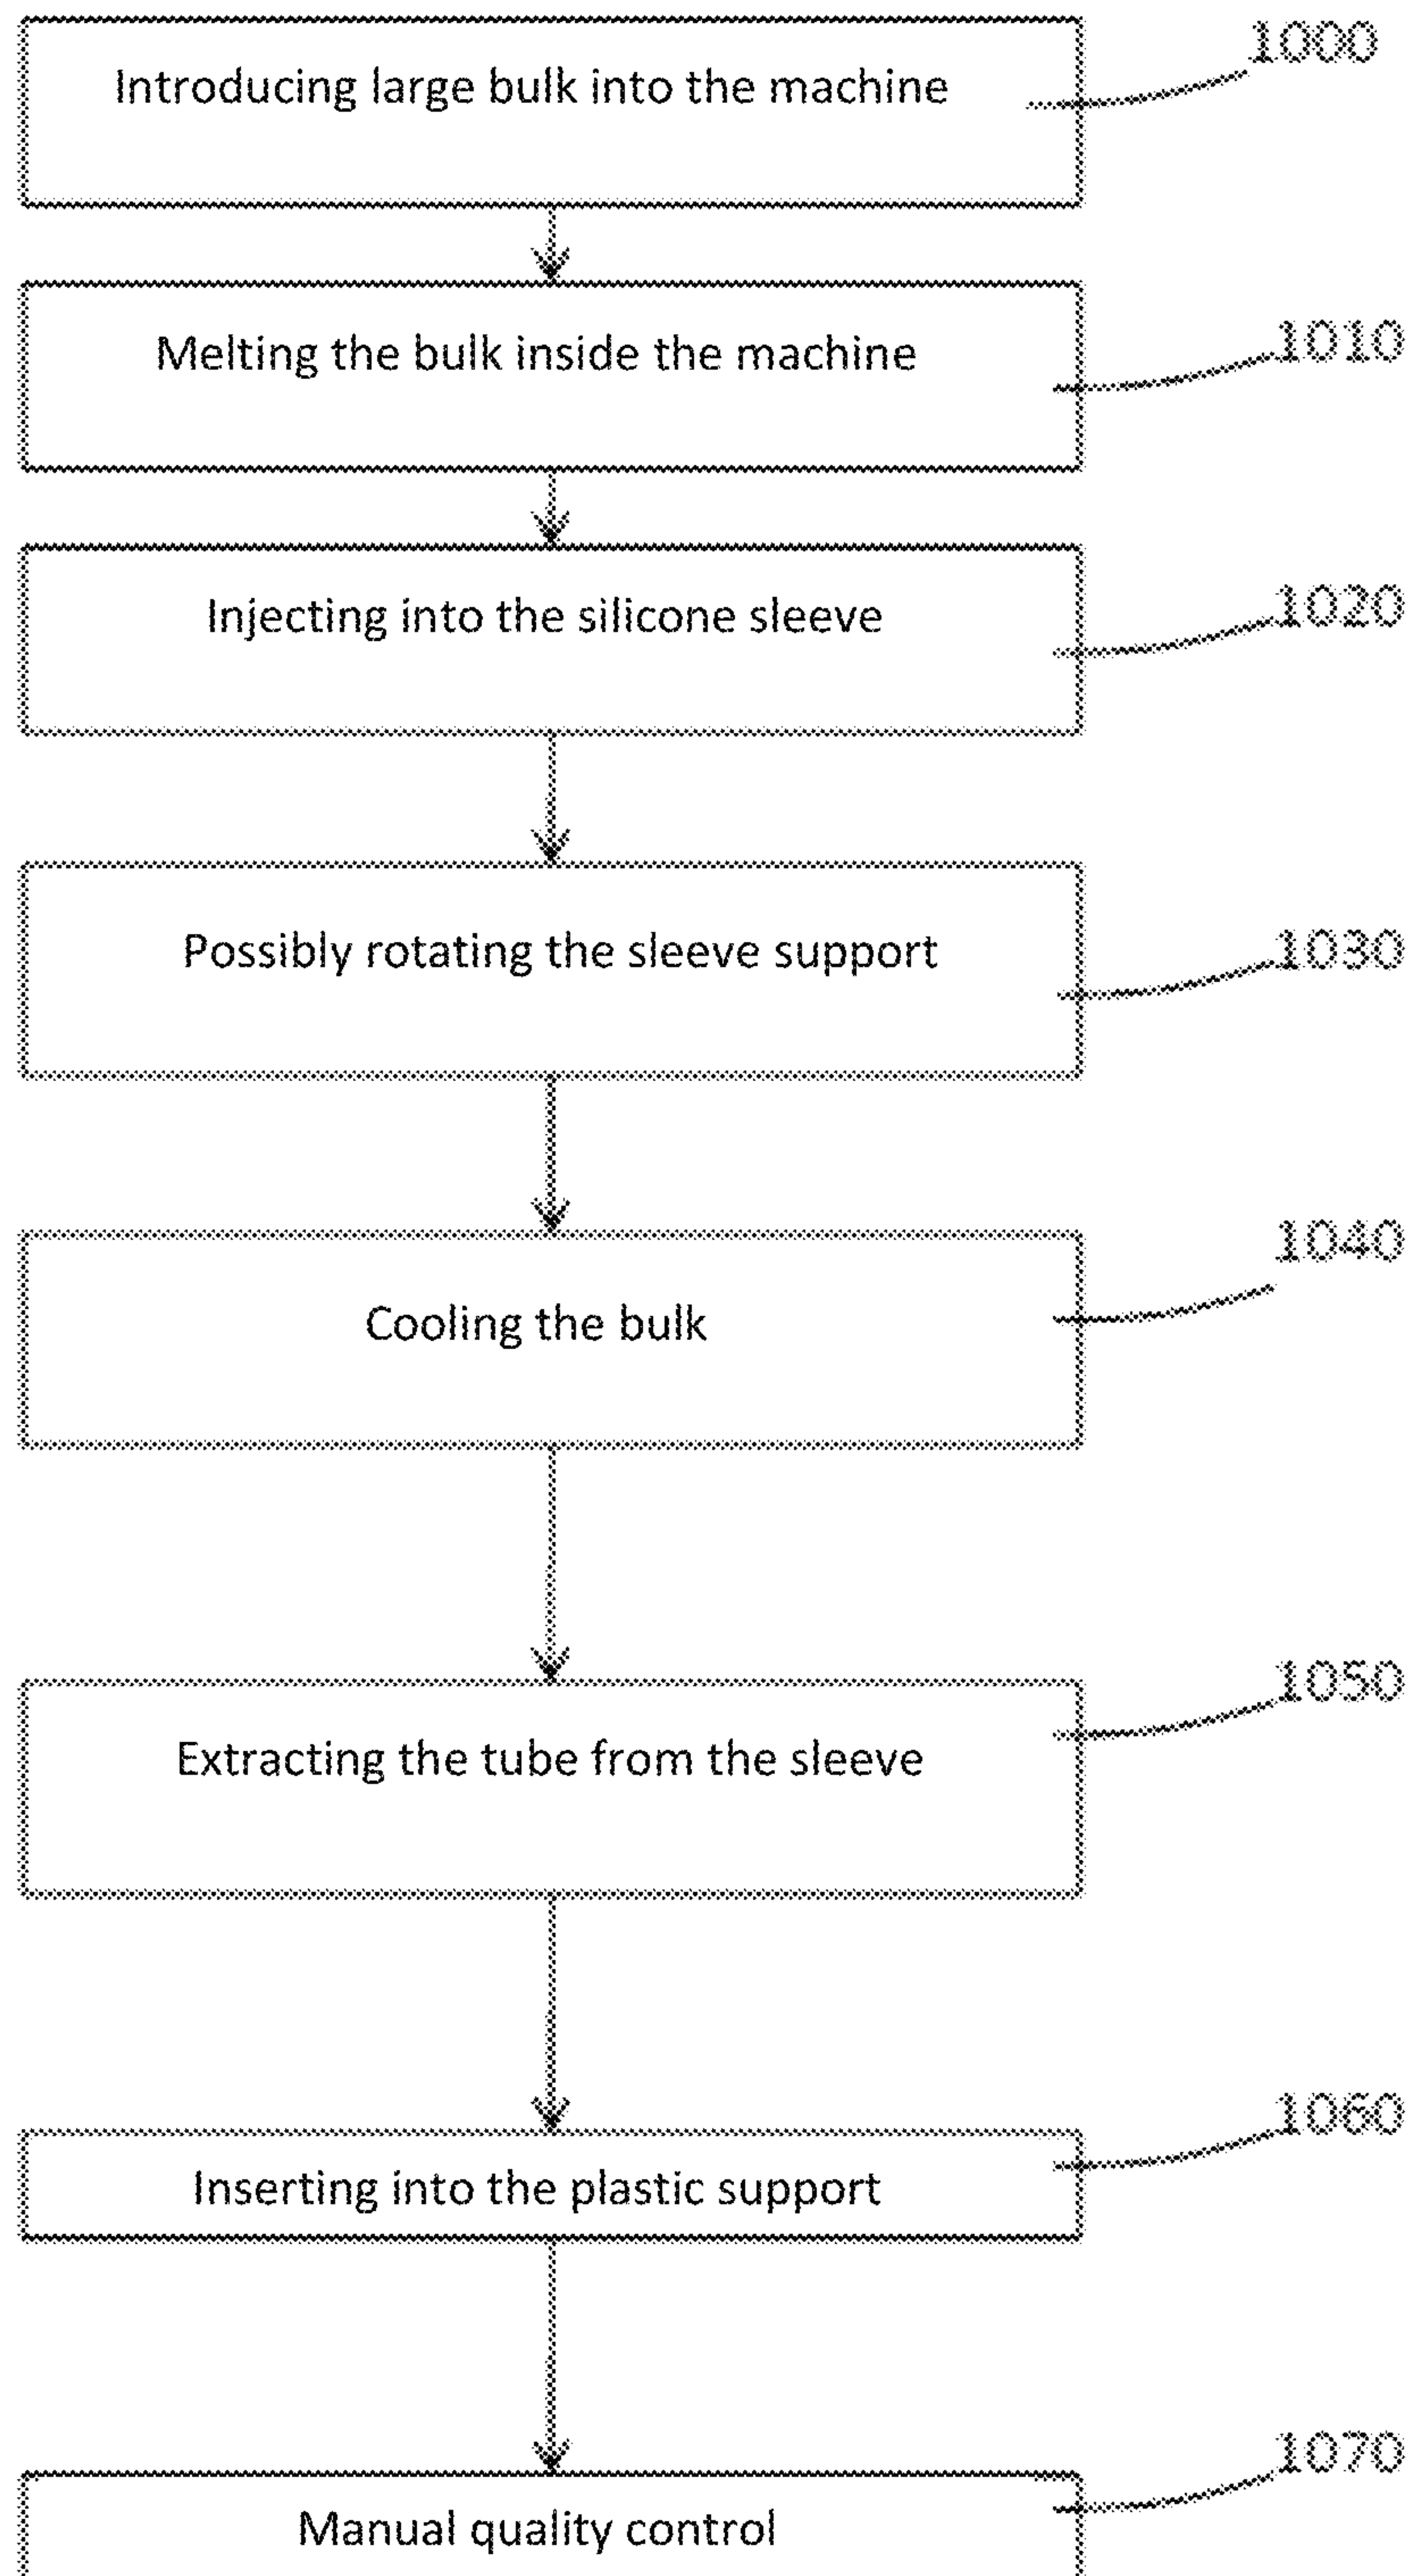 Introducing large bulk into the machine
1000
Melting the bulk inside the machine
1010
Injecting into the silicone sleeve
1020
Possibly rotating the sleeve support
1030
Cooling the bulk
1040
Extracting the tube from the sleeve
1050
Inserting into the plastic support
1060
Manual quality control
1070